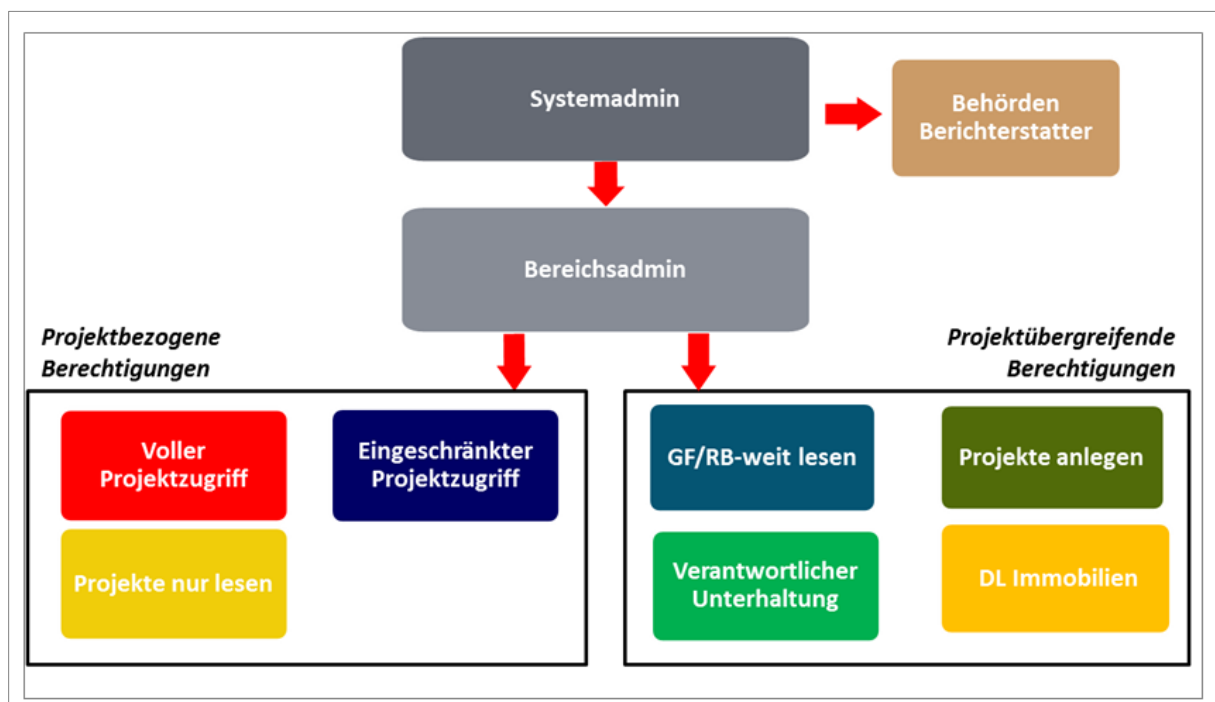 Systemadmin
Behörden
Berichterstatter
Bereichsadmin
Projektbezogene
Berechtigungen
Projektübergreifende
Berechtigungen
Voller
Projektzugriff
Eingeschränkter
Projektzugriff
Projekte nur lesen
GF/RB-weit lesen
Projekte anlegen
Verantwortlicher
Unterhaltung
DL Immobilien